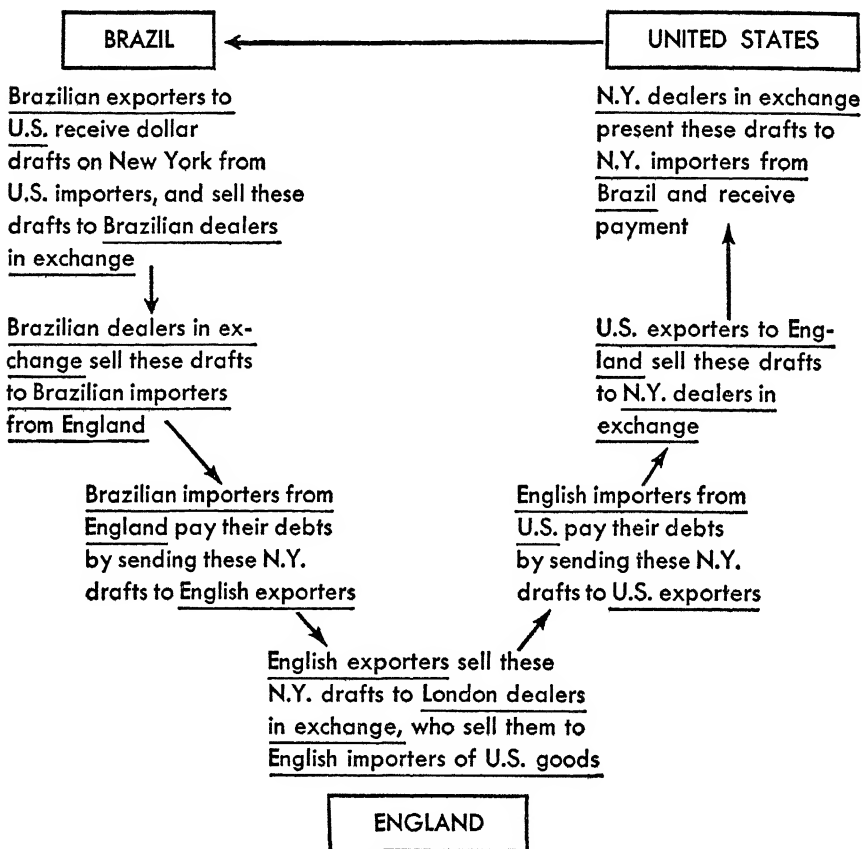 BRAZIL
UNITED STATES
Brazilian exporters to
U.S. receive dollar
drafts on New York from
U.S. importers, and sell these
drafts to Brazilian dealers
in exchange
Brazilian dealers in ex-
change sell these drafts
to Brazilian importers
from England
Brazilian importers from
England pay their debts
by sending these N.Y.
drafts to English exporters
English exporters sell these
N.Y. drafts to London dealers
in exchange, who sell them to
English importers of U.S. goods
English importers from
U.S. pay their debts
by sending these N.Y.
drafts to U.S. exporters
U.S. exporters to Eng-
land sell these drafts
to N.Y. dealers in
exchange
N.Y. dealers in exchange
present these drafts to
N.Y. importers from
Brazil and receive
payment
ENGLAND